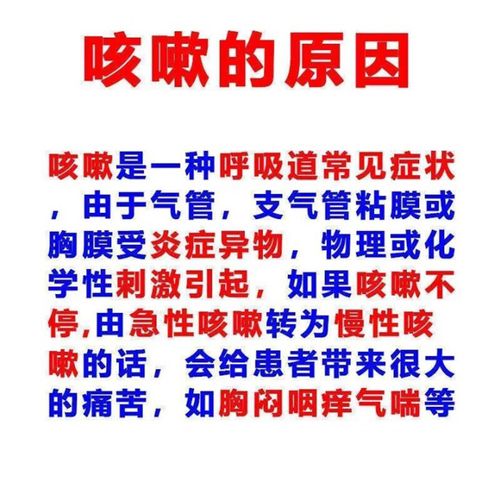 咳嗽的原因
咳嗽是一种呼吸道常见症状
，由于气管，支气管粘膜或
胸膜受炎症异物，物理或化
学性刺激引起，如果咳嗽不
停,由急性咳嗽转为慢性咳
嗽的话，会给患者带来很大
的痛苦，如胸闷咽痒气喘等